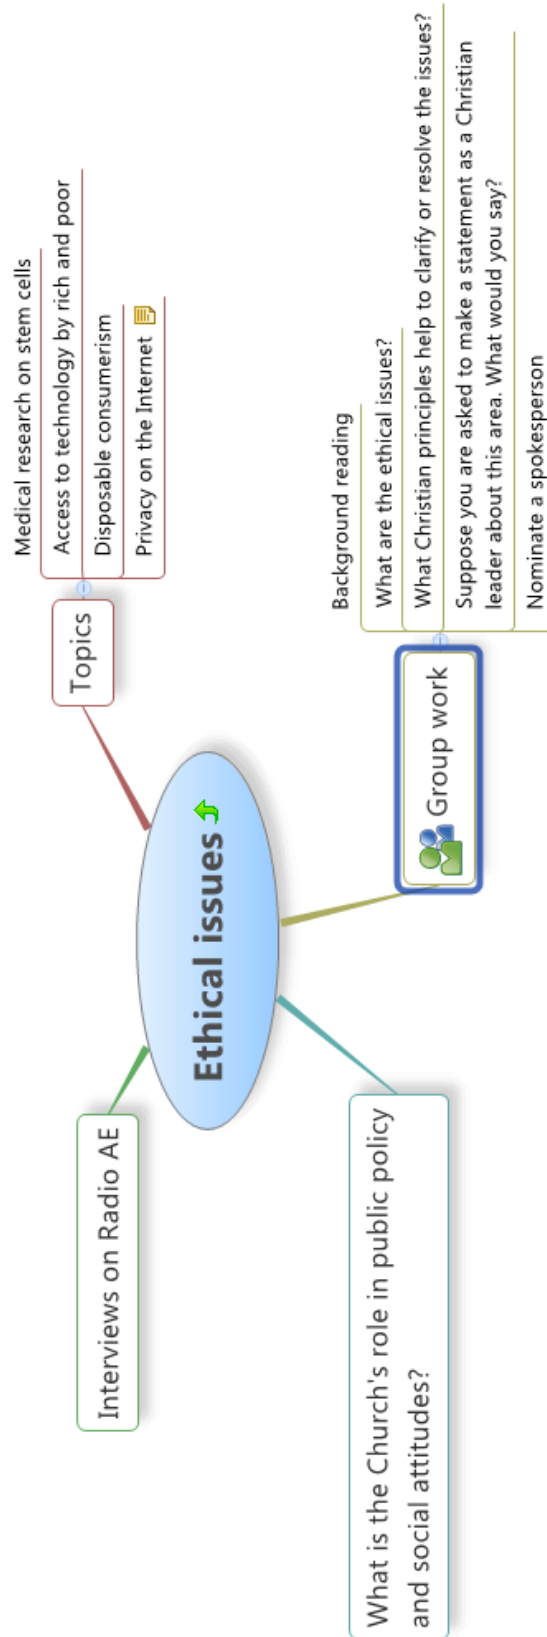 Ethical issues
Topics
Medical research on stem cells
Access to technology by rich and poor
Disposable consumerism
Privacy on the Internet
Group work
Background reading
What are the ethical issues?
What Christian principles help to clarify or resolve the issues?
Suppose you are asked to make a statement as a Christian
leader about this area. What would you say?
Nominate a spokesperson
What is the Church's role in public policy
and social attitudes?
Interviews on Radio AE